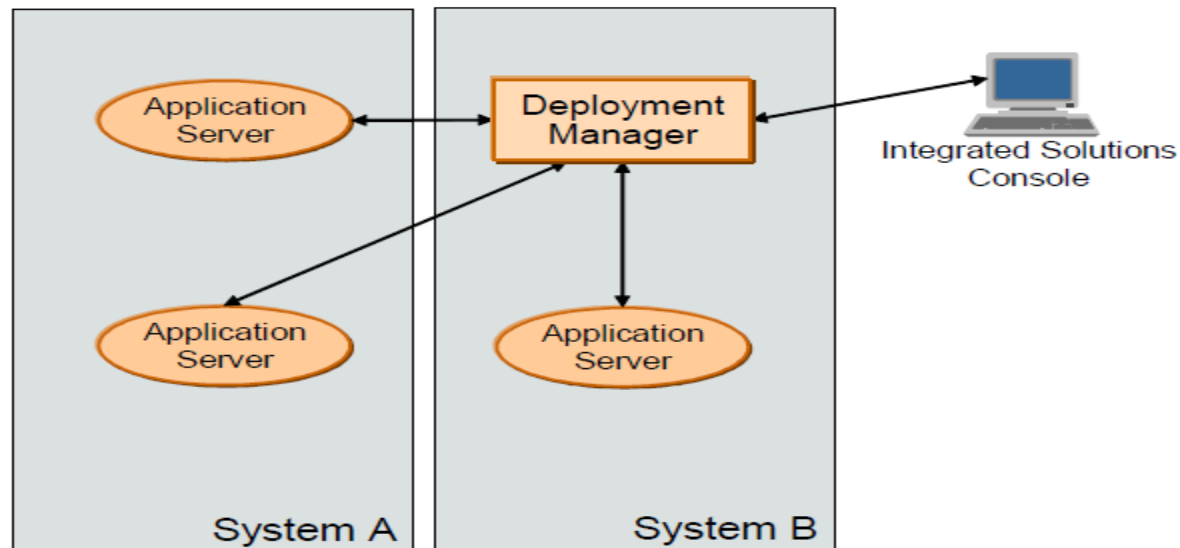 Application
Server
Deployment
Manager
Integrated Solutions
Console
Application
Server
Application
Server
System A
System B